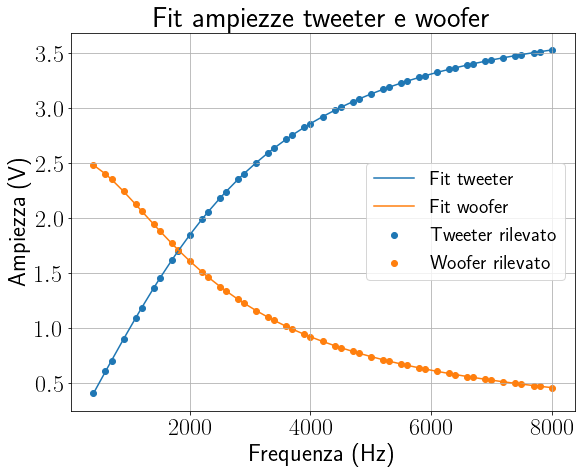 Fit ampiezze tweeter e woofer
3.5
3.0
2.5
2.0
1.5
1.0
0.5
Ampiezza (V)
Fit tweeter
Fit woofer
Tweeter rilevato
Woofer rilevato
2000 4000 6000 8000
Frequenza (Hz)